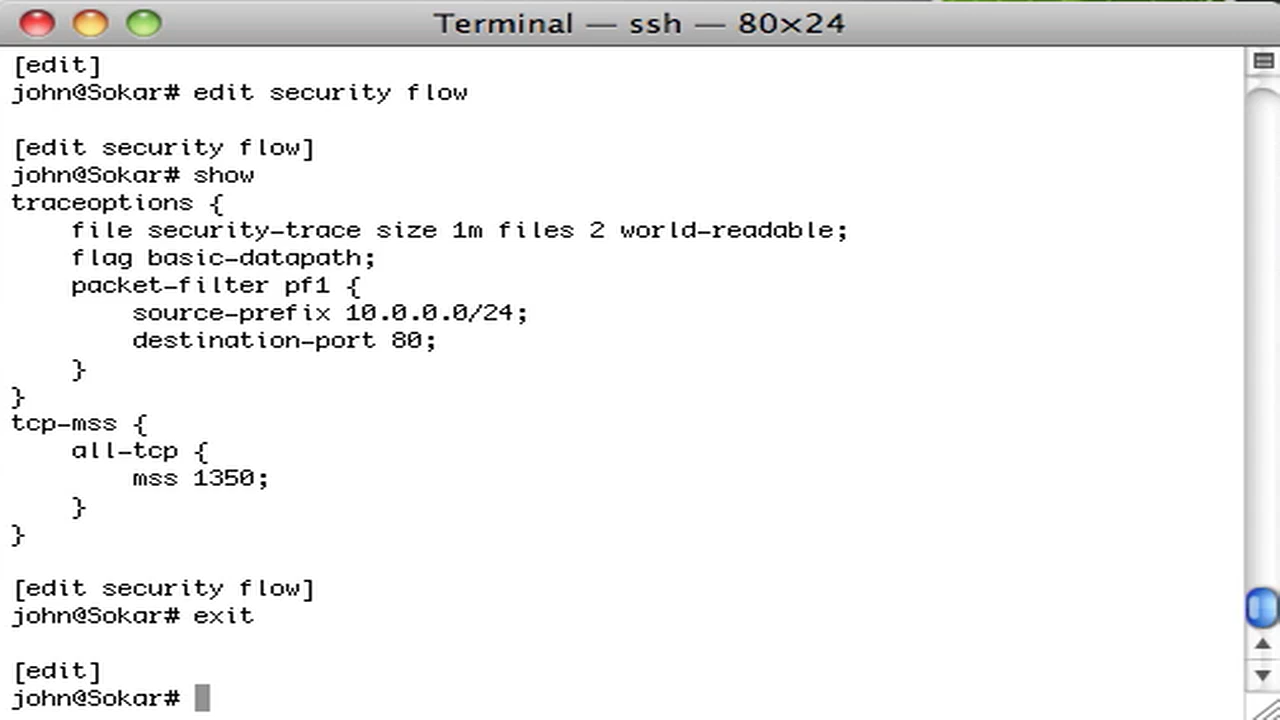 Terminal — ssh — 80×24
[edit]
john@Sokar# edit security flow
[edit security flow]
john@Sokar# show
traceoptions {
    file security-trace size 1m files 2 world-readable;
    flag basic-datapath;
    packet-filter pf1 {
        source-prefix 10.0.0.0/24;
        destination-port 80;
    }
}
tcp-mss {
    all-tcp {
        mss 1350;
    }
}
[edit security flow]
john@Sokar# exit
[edit]
john@Sokar#